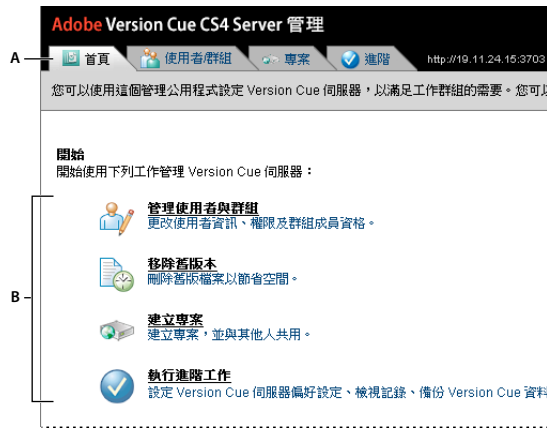 Adobe Version Cue CS4 Server 管理
A
首頁 使用者/群組 專案 進階 http://19.11.24.15:3703
您可以使用這個管理公用程式設定 Version Cue 伺服器，以滿足工作群組的需要。您可以
開始
開始使用下列工作管理 Version Cue 伺服器：
管理使用者與群組
更改使用者資訊、權限及群組成員資格。
移除舊版本
刪除舊版檔案以節省空間。
B
建立專案
建立專案，並與其他人共用。
執行進階工作
設定 Version Cue 伺服器偏好設定、檢視記錄、備份 Version Cue 資料